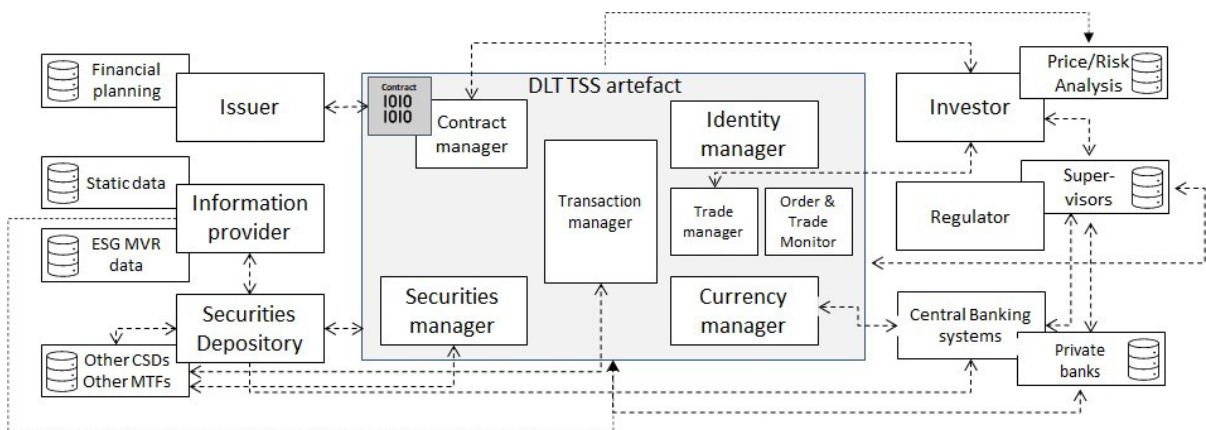 Financial
planning
Issuer
Static data
Information
provider
ESG MVR
data
Securities
Depository
Other CSDs
Other MTFs
DLT TSS artefact
Contract
1010
1010
Contract
manager
Identity
manager
Transaction
manager
Trade
manager
Order &
Trade
Monitor
Securities
manager
Currency
manager
Price/Risk
Analysis
Investor
Super-
visors
Regulator
Central Banking
systems
Private
banks